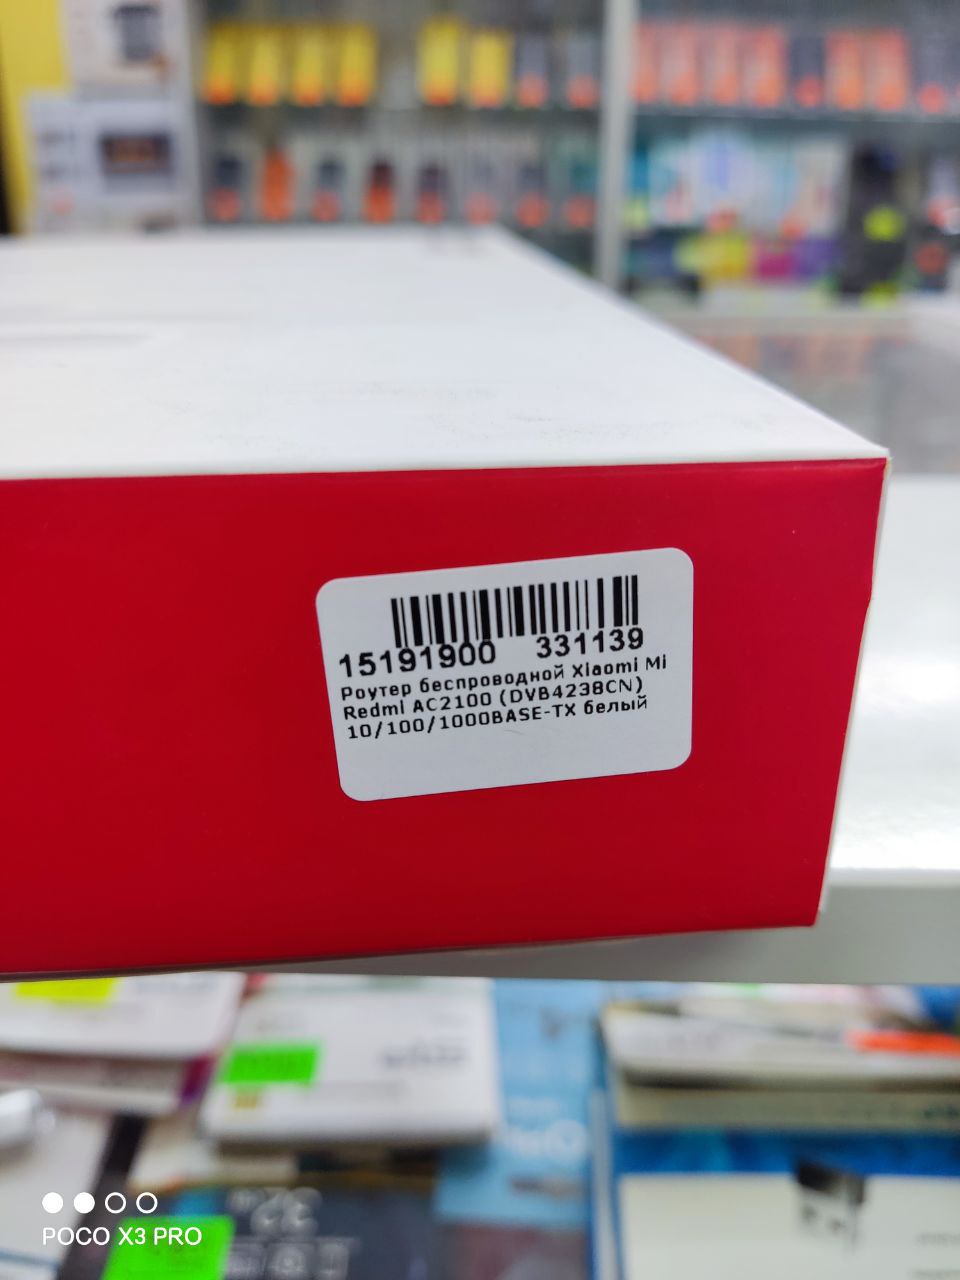 15191900 331139
Роутер беспроводной Xiaomi Mi
Redmi AC2100 (DVB4238CN)
10/100/1000BASE-TX белый
POCO X3 PRO